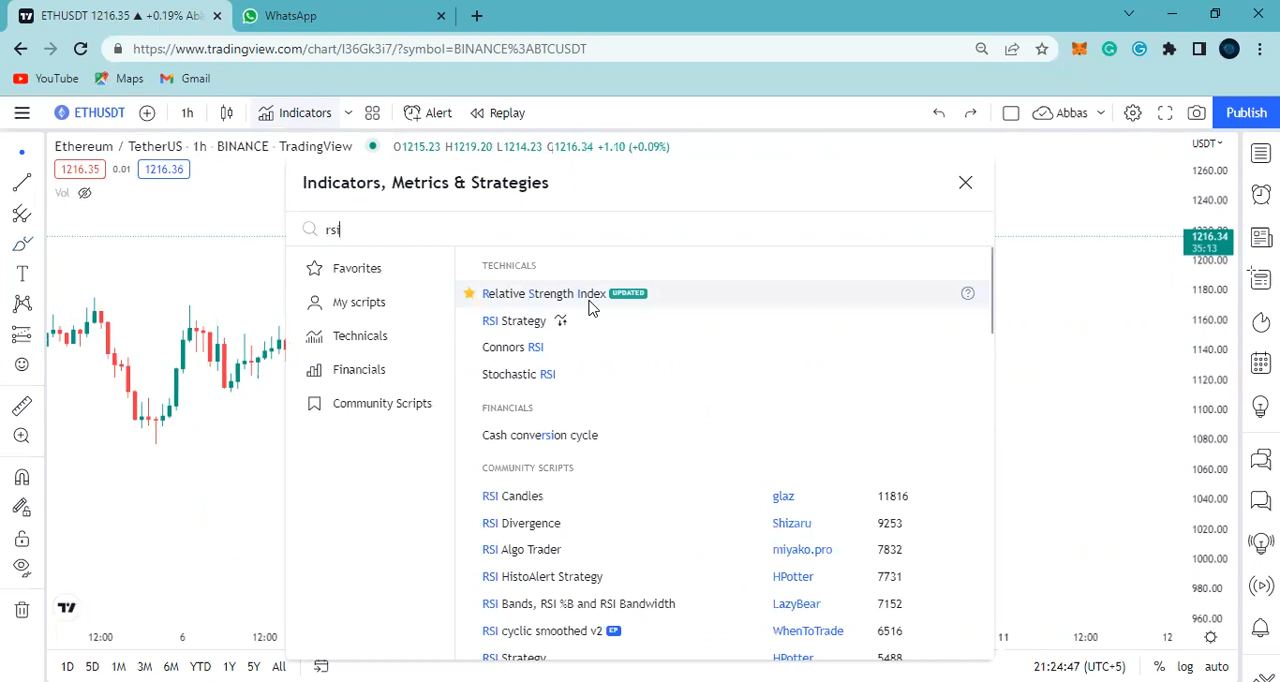 ETHUSDT 1216.35 ▲ +0.19% Ab
WhatsApp
https://www.tradingview.com/chart/I36Gk3i7/?symbol=BINANCE%3ABTCUSDT
YouTube Maps Gmail
ETHUSDT 1h Indicators Alert Replay Abbas Publish
Ethereum / TetherUS · 1h · BINANCE · TradingView O1215.23 H1219.20 L1214.23 C1216.34 +1.10 (+0.09%) USDT
1216.35 0.01 1216.36
Vol
Indicators, Metrics & Strategies
rsi
Favorites
My scripts
Technicals
Financials
Community Scripts
TECHNICALS
Relative Strength Index UPDATED
RSI Strategy
Connors RSI
Stochastic RSI
FINANCIALS
Cash conversion cycle
COMMUNITY SCRIPTS
RSI Candles glaz 11816
RSI Divergence Shizaru 9253
RSI Algo Trader miyako.pro 7832
RSI HistoAlert Strategy HPotter 7731
RSI Bands, RSI %B and RSI Bandwidth LazyBear 7152
RSI cyclic smoothed v2 EP WhenToTrade 6516
RSI Strategy HPotter 5488
1260.00
1240.00
1216.34
35:13
1200.00
1180.00
1160.00
1140.00
1120.00
1100.00
1080.00
1060.00
1040.00
1020.00
1000.00
980.00
960.00
12:00 6 12:00 11 12:00 12
1D 5D 1M 3M 6M YTD 1Y 5Y All 21:24:47 (UTC+5) % log auto